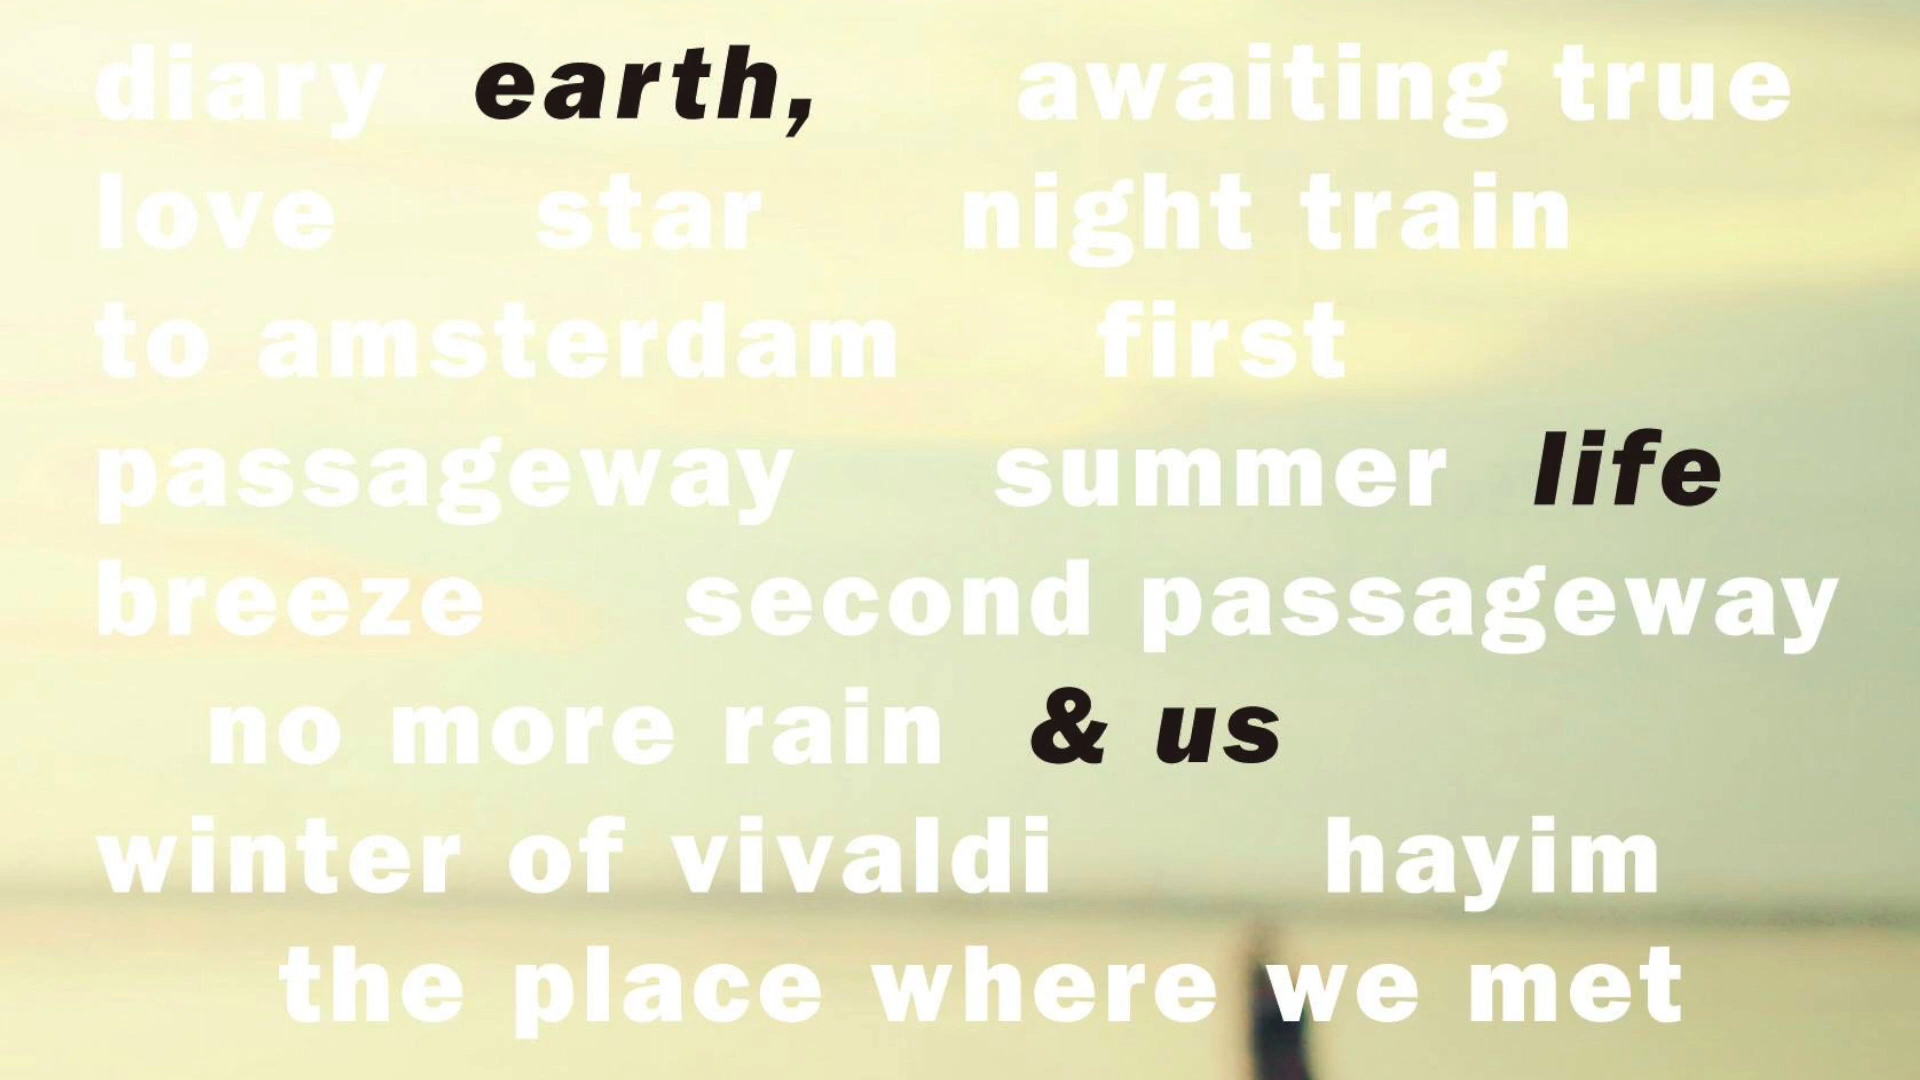 diary earth, awaiting true
love star night train
to amsterdam first
passageway summer life
breeze second passageway
no more rain & us
winter of vivaldi hayim
the place where we met